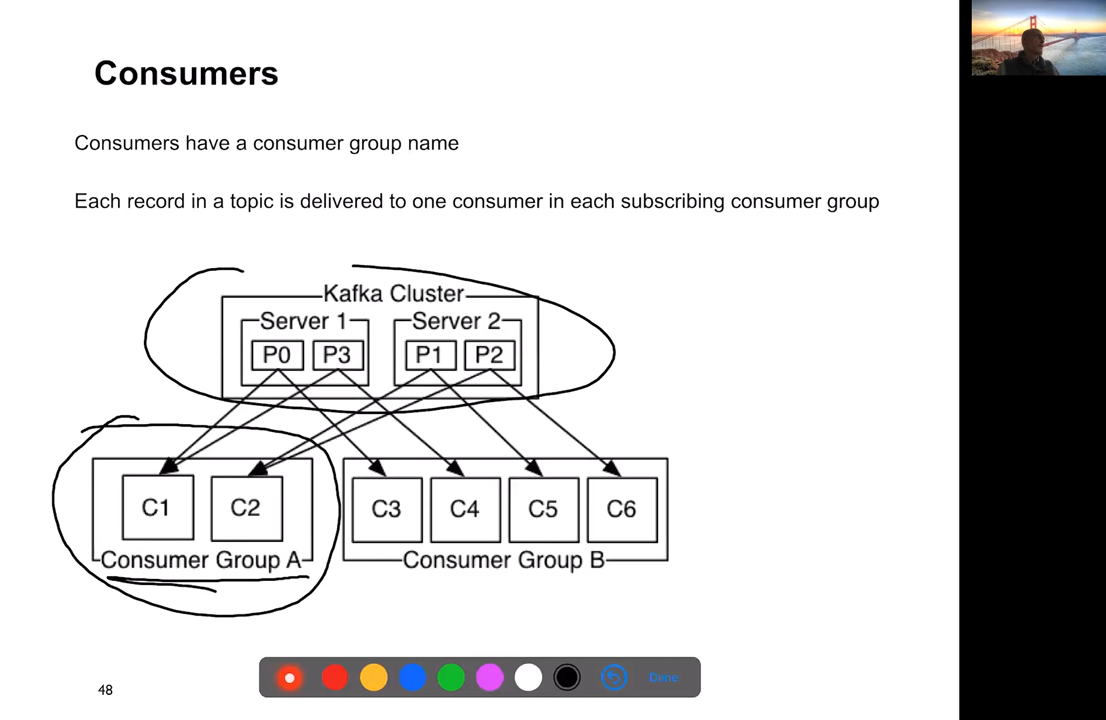 Consumers
Consumers have a consumer group name
Each record in a topic is delivered to one consumer in each subscribing consumer group
Kafka Cluster
Server 1 Server 2
P0 P3 P1 P2
C1 C2 C3 C4 C5 C6
Consumer Group A Consumer Group B
48
Done